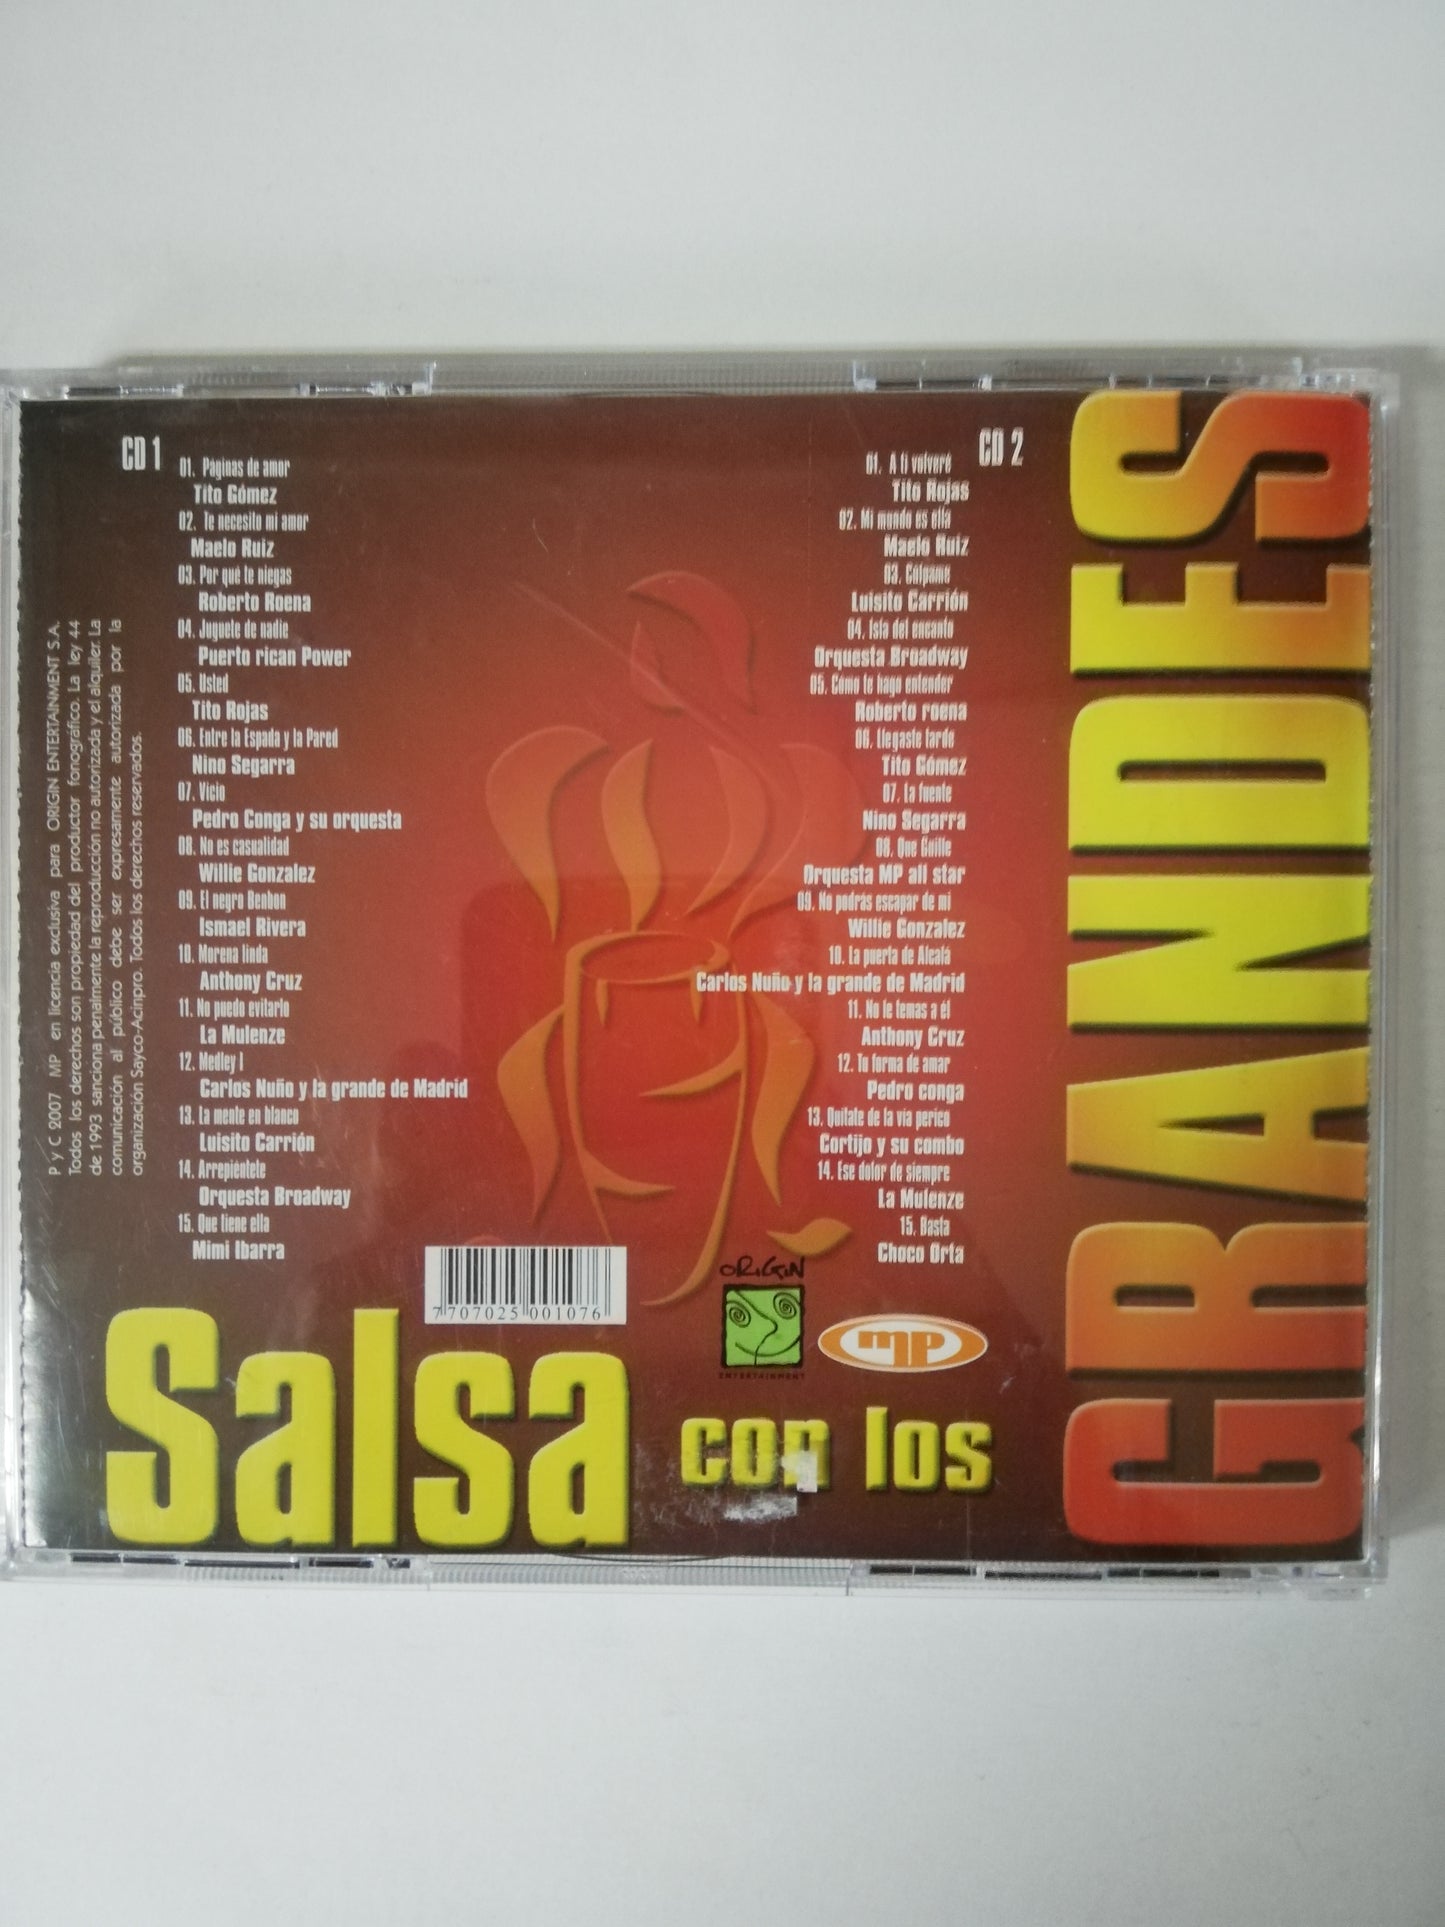 CD 1
01. Páginas de amor
Tito Gómez
02. Te necesito mi amor
Maelo Ruiz
03. Por qué te niegas
Roberto Roena
04. Juguete de nadie
Puerto rican Power
05. Usted
Tito Rojas
06. Entre la Espada y la Pared
Nino Segarra
07. Vicio
Pedro Conga y su orquesta
08. No es casualidad
Willie Gonzalez
09. El negro Benbon
Ismael Rivera
10. Morena linda
Anthony Cruz
11. No puedo evitarlo
La Mulenze
12. Medley I
Carlos Nuño y la grande de Madrid
13. La mente en blanco
Luisito Carrión
14. Arrepiéntete
Orquesta Broadway
15. Que tiene ella
Mimi Ibarra
CD 2
01. A ti volveré
Tito Rojas
02. Mi mundo es ella
Maelo Ruiz
03. Cúlpame
Luisito Carrión
04. Isla del encanto
Orquesta Broadway
05. Cómo te hago entender
Roberto roena
06. Llegaste tarde
Tito Gómez
07. La fuente
Nino Segarra
08. Que Guille
Orquesta MP all star
09. No podrás escapar de mi
Willie Gonzalez
10. La puerta de Alcalá
Carlos Nuño y la grande de Madrid
11. No le temas a él
Anthony Cruz
12. Tu forma de amar
Pedro conga
13. Quitate de la via perico
Cortijo y su combo
14. Ese dolor de siempre
La Mulenze
15. Basta
Choco Orta
P y C 2007 MP en licencia exclusiva para ORIGIN ENTERTAINMENT S.A.
Todos los derechos son propiedad del productor fonográfico. La ley 44
de 1993 sanciona penalmente la reproducción no autorizada y el alquiler. La
comunicación al público debe ser expresamente autorizada por la
organización Sayco-Acinpro. Todos los derechos reservados.
7 707025 001076
ORIGIN
ENTERTAINMENT
MP
Salsa con los
GRANDES